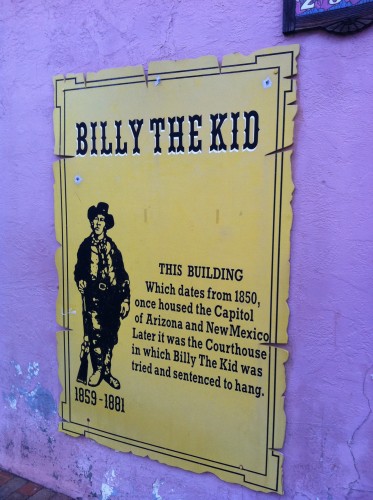 BILLY THE KID
THIS BUILDING
Which dates from 1850,
once housed the Capitol
of Arizona and New Mexico
Later it was the Courthouse
in which Billy The Kid was
tried and sentenced to hang.
1859-1881